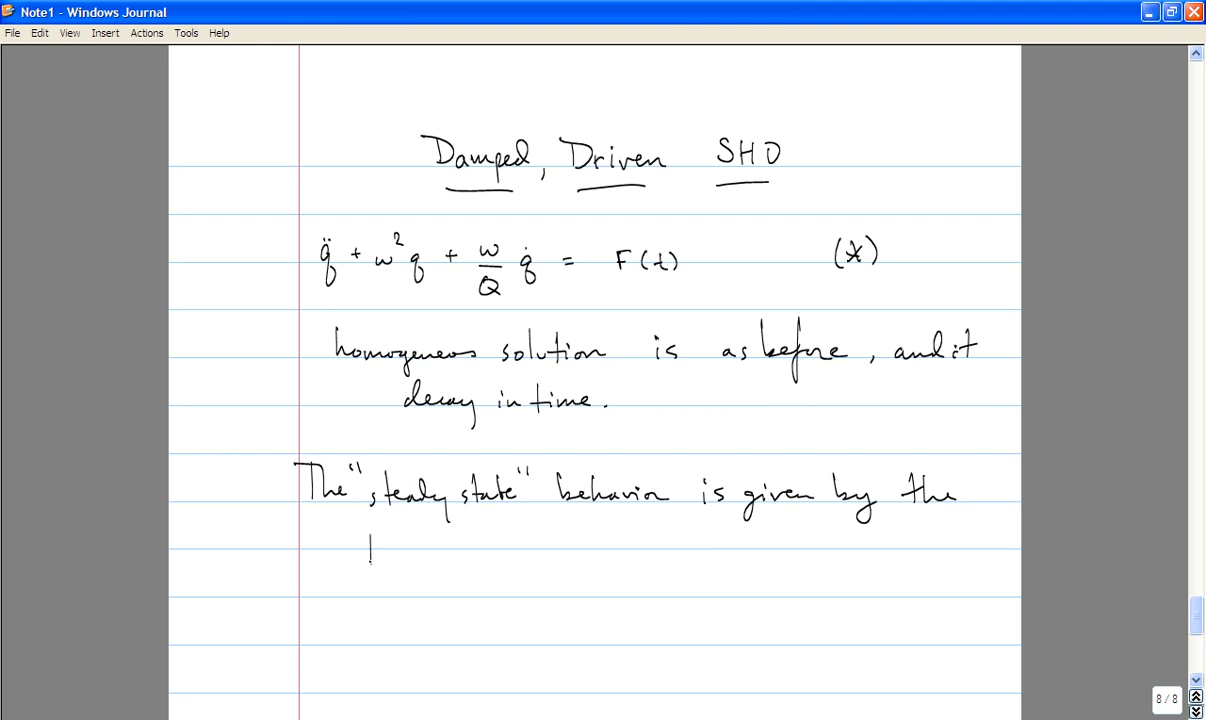 Note1 - Windows Journal
File Edit View Insert Actions Tools Help
Damped, Driven SHO
q̈ + ω² q + ω/Q q̇ = F(t) (*)
homogeneous solution is as before, and it
decay in time.
The "steady state" behavior is given by the
8 / 8